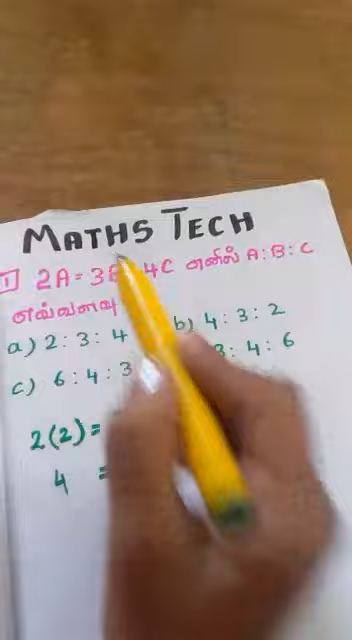 MATHS TECH
1 2A = 3B 4C எனில் A : B : C
எவ்வளவு
a) 2 : 3 : 4 b) 4 : 3 : 2
c) 6 : 4 : 3 : 4 : 6
2(2) =
4 =